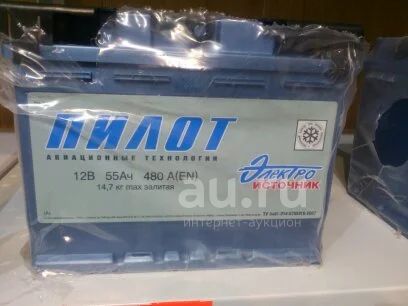 ПИЛОТ
АВИАЦИОННЫЕ ТЕХНОЛОГИИ
12В 55Ач 480 А(EN)
14,7 кг max залитая
Электро
ИСТОЧНИК
au.ru
интернет-аукцион